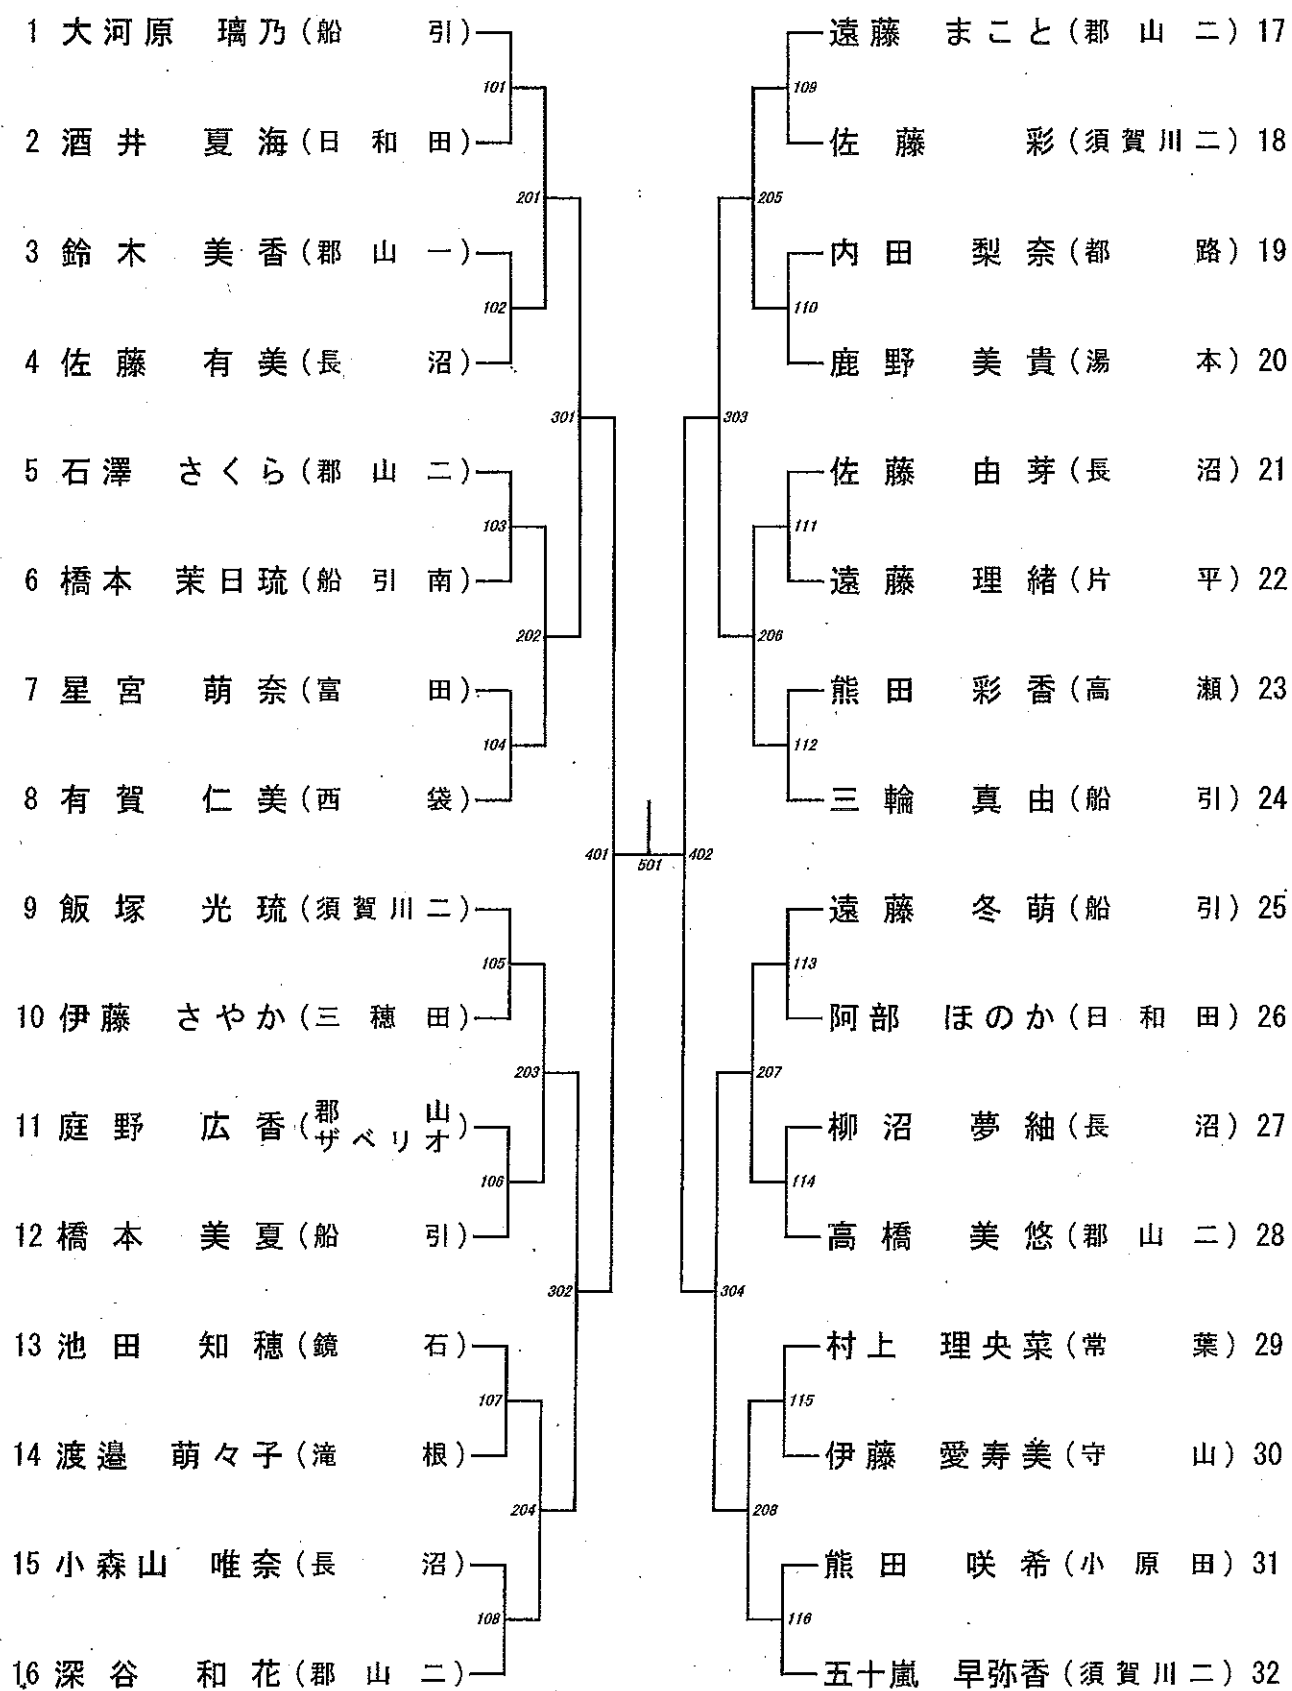 1 大河原 璃乃(船 引)
101
2 酒井 夏海(日和田)
201
3 鈴木 美香(郡山一)
102
4 佐藤 有美(長 沼)
301
5 石澤 さくら(郡山二)
103
6 橋本 茉日琉(船引南)
202
7 星宮 萌奈(富 田)
104
8 有賀 仁美(西 袋)
401
9 飯塚 光琉(須賀川二)
105
10 伊藤 さやか(三穂田)
203
11 庭野 広香(郡山ザベリオ)
106
12 橋本 美夏(船 引)
302
13 池田 知穂(鏡 石)
107
14 渡邉 萌々子(滝 根)
204
15 小森山 唯奈(長 沼)
108
16 深谷 和花(郡山二)
501
遠藤 まこと(郡山二) 17
109
佐藤 彩(須賀川二) 18
205
内田 梨奈(都 路) 19
110
鹿野 美貴(湯 本) 20
303
佐藤 由芽(長 沼) 21
111
遠藤 理緒(片 平) 22
206
熊田 彩香(高 瀬) 23
112
三輪 真由(船 引) 24
402
遠藤 冬萌(船 引) 25
113
阿部 ほのか(日和田) 26
207
柳沼 夢紬(長 沼) 27
114
高橋 美悠(郡山二) 28
304
村上 理央菜(常 葉) 29
115
伊藤 愛寿美(守 山) 30
208
熊田 咲希(小原田) 31
116
五十嵐 早弥香(須賀川二) 32